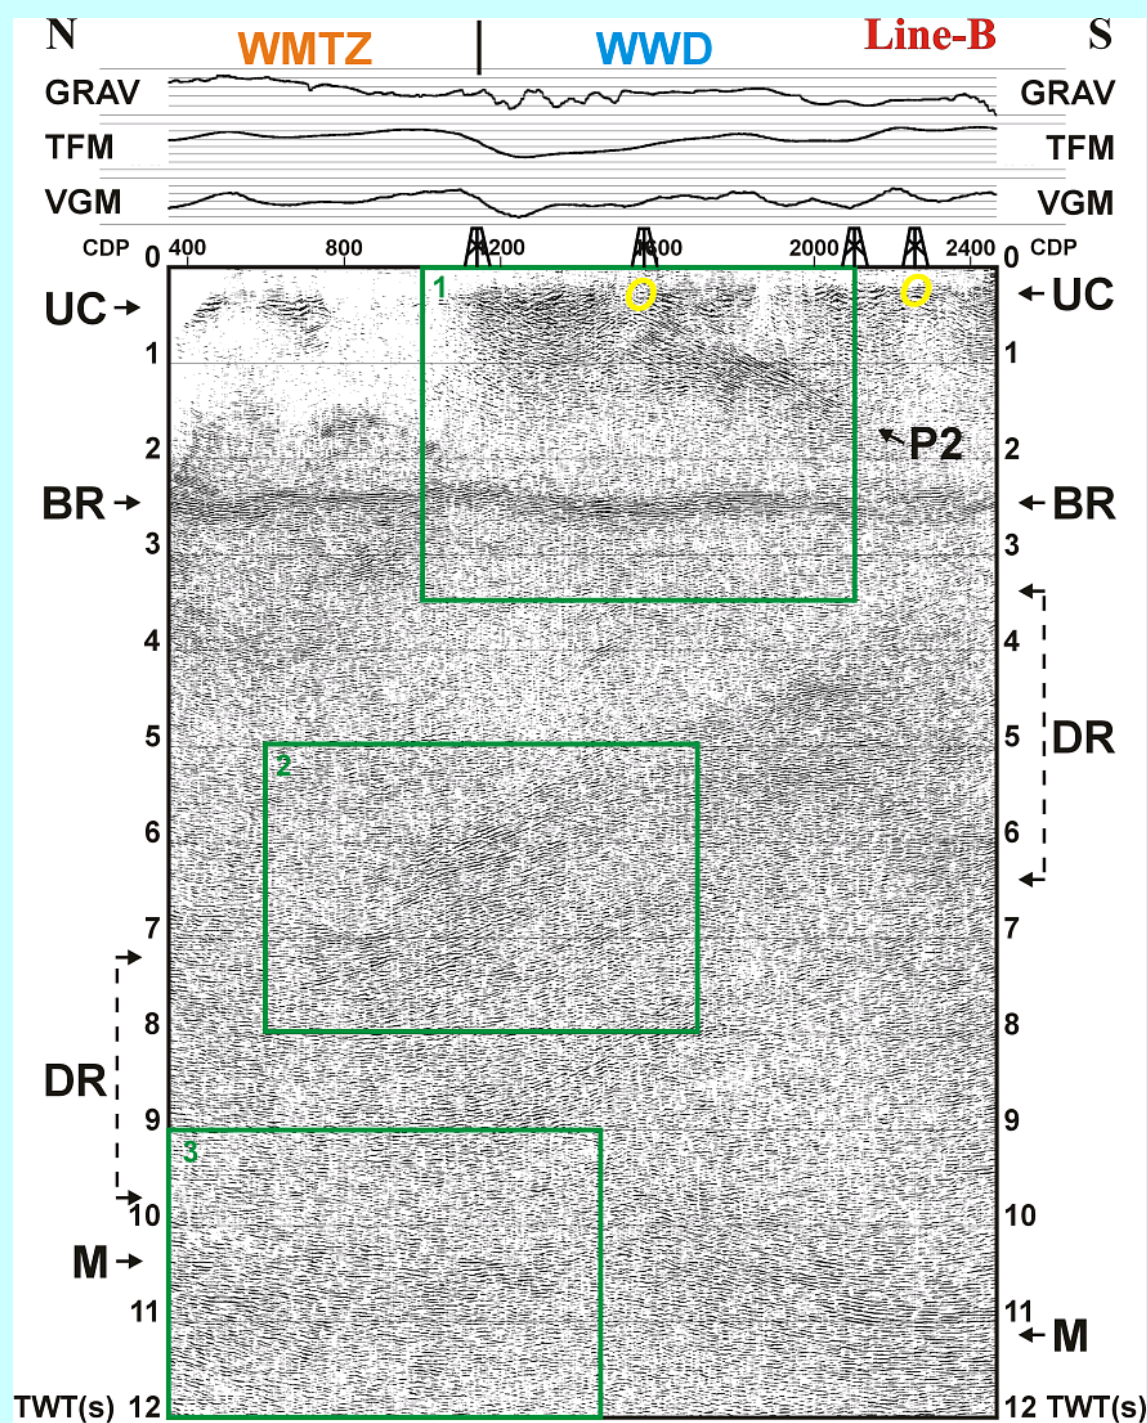 N WMTZ WWD Line-B S
GRAV GRAV
TFM TFM
VGM VGM
CDP 400 800 1200 1600 2000 2400 CDP
0 0
1
UC UC
1 1
2 P2 2
BR BR
3 3
4 4
DR
5 5
2
6 6
7 7
8 8
DR
9 9
3
10 10
M
11 11
M
TWT(s) 12 12 TWT(s)